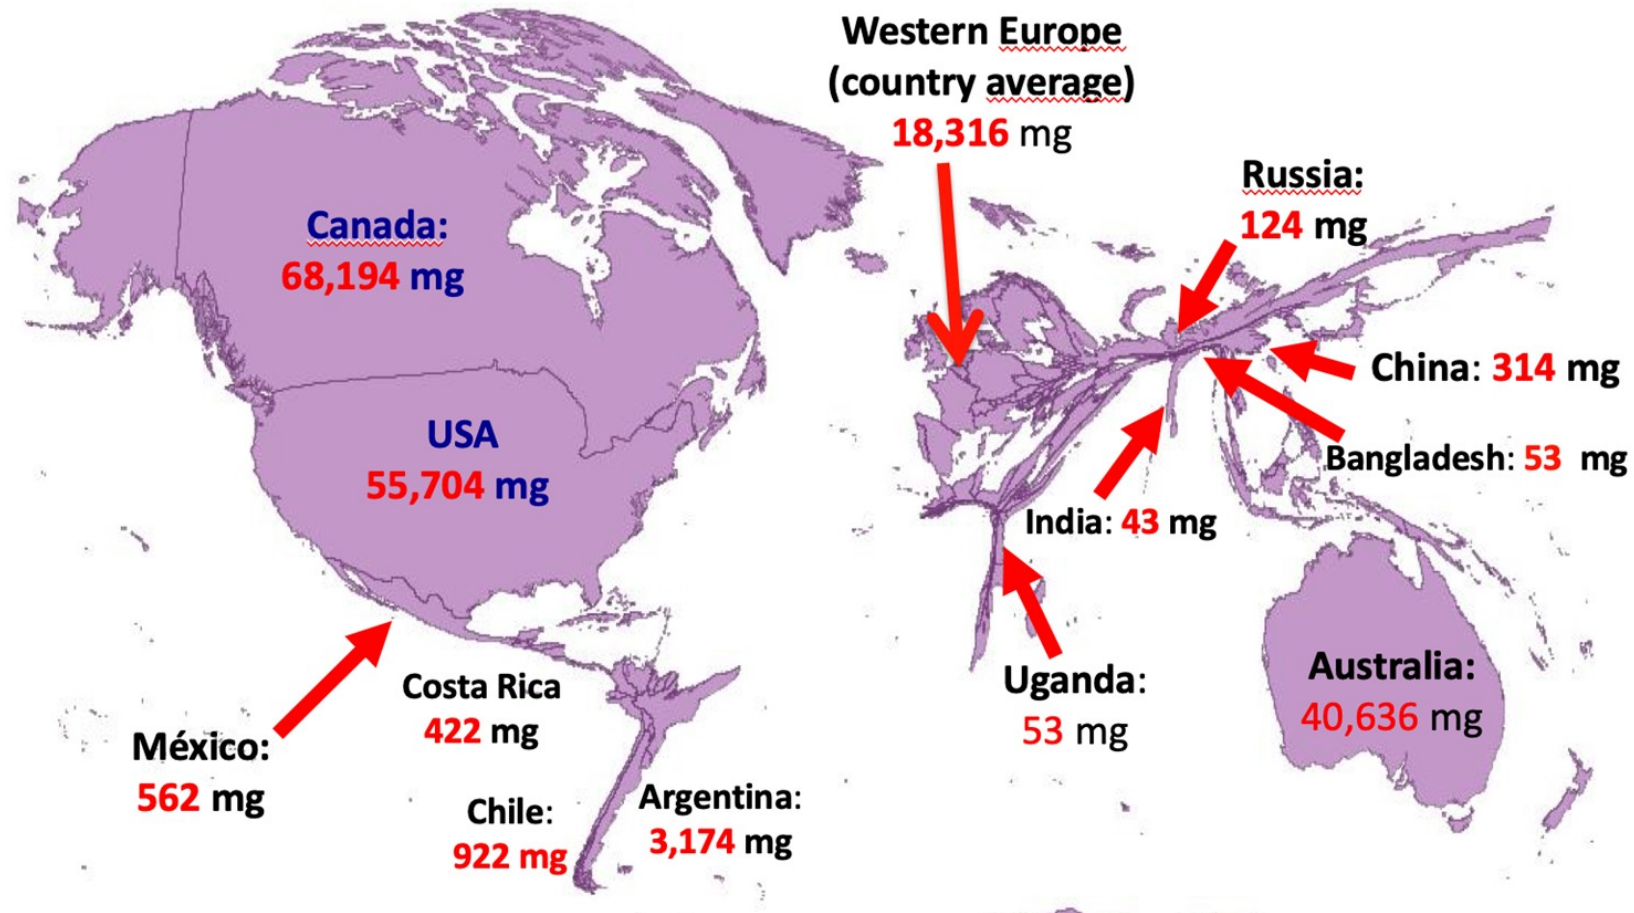 Western Europe
(country average)
18,316 mg
Russia:
124 mg
Canada:
68,194 mg
China: 314 mg
USA
55,704 mg
Bangladesh: 53 mg
India: 43 mg
Uganda:
53 mg
Australia:
40,636 mg
Costa Rica
422 mg
México:
562 mg
Chile:
922 mg
Argentina:
3,174 mg